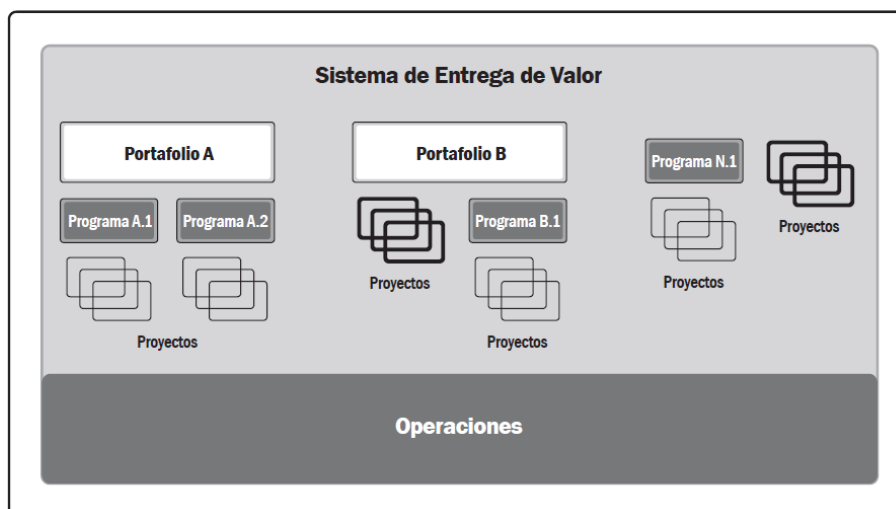 Sistema de Entrega de Valor
Portafolio A
Portafolio B
Programa N.1
Programa A.1
Programa A.2
Programa B.1
Proyectos
Proyectos
Proyectos
Proyectos
Proyectos
Operaciones